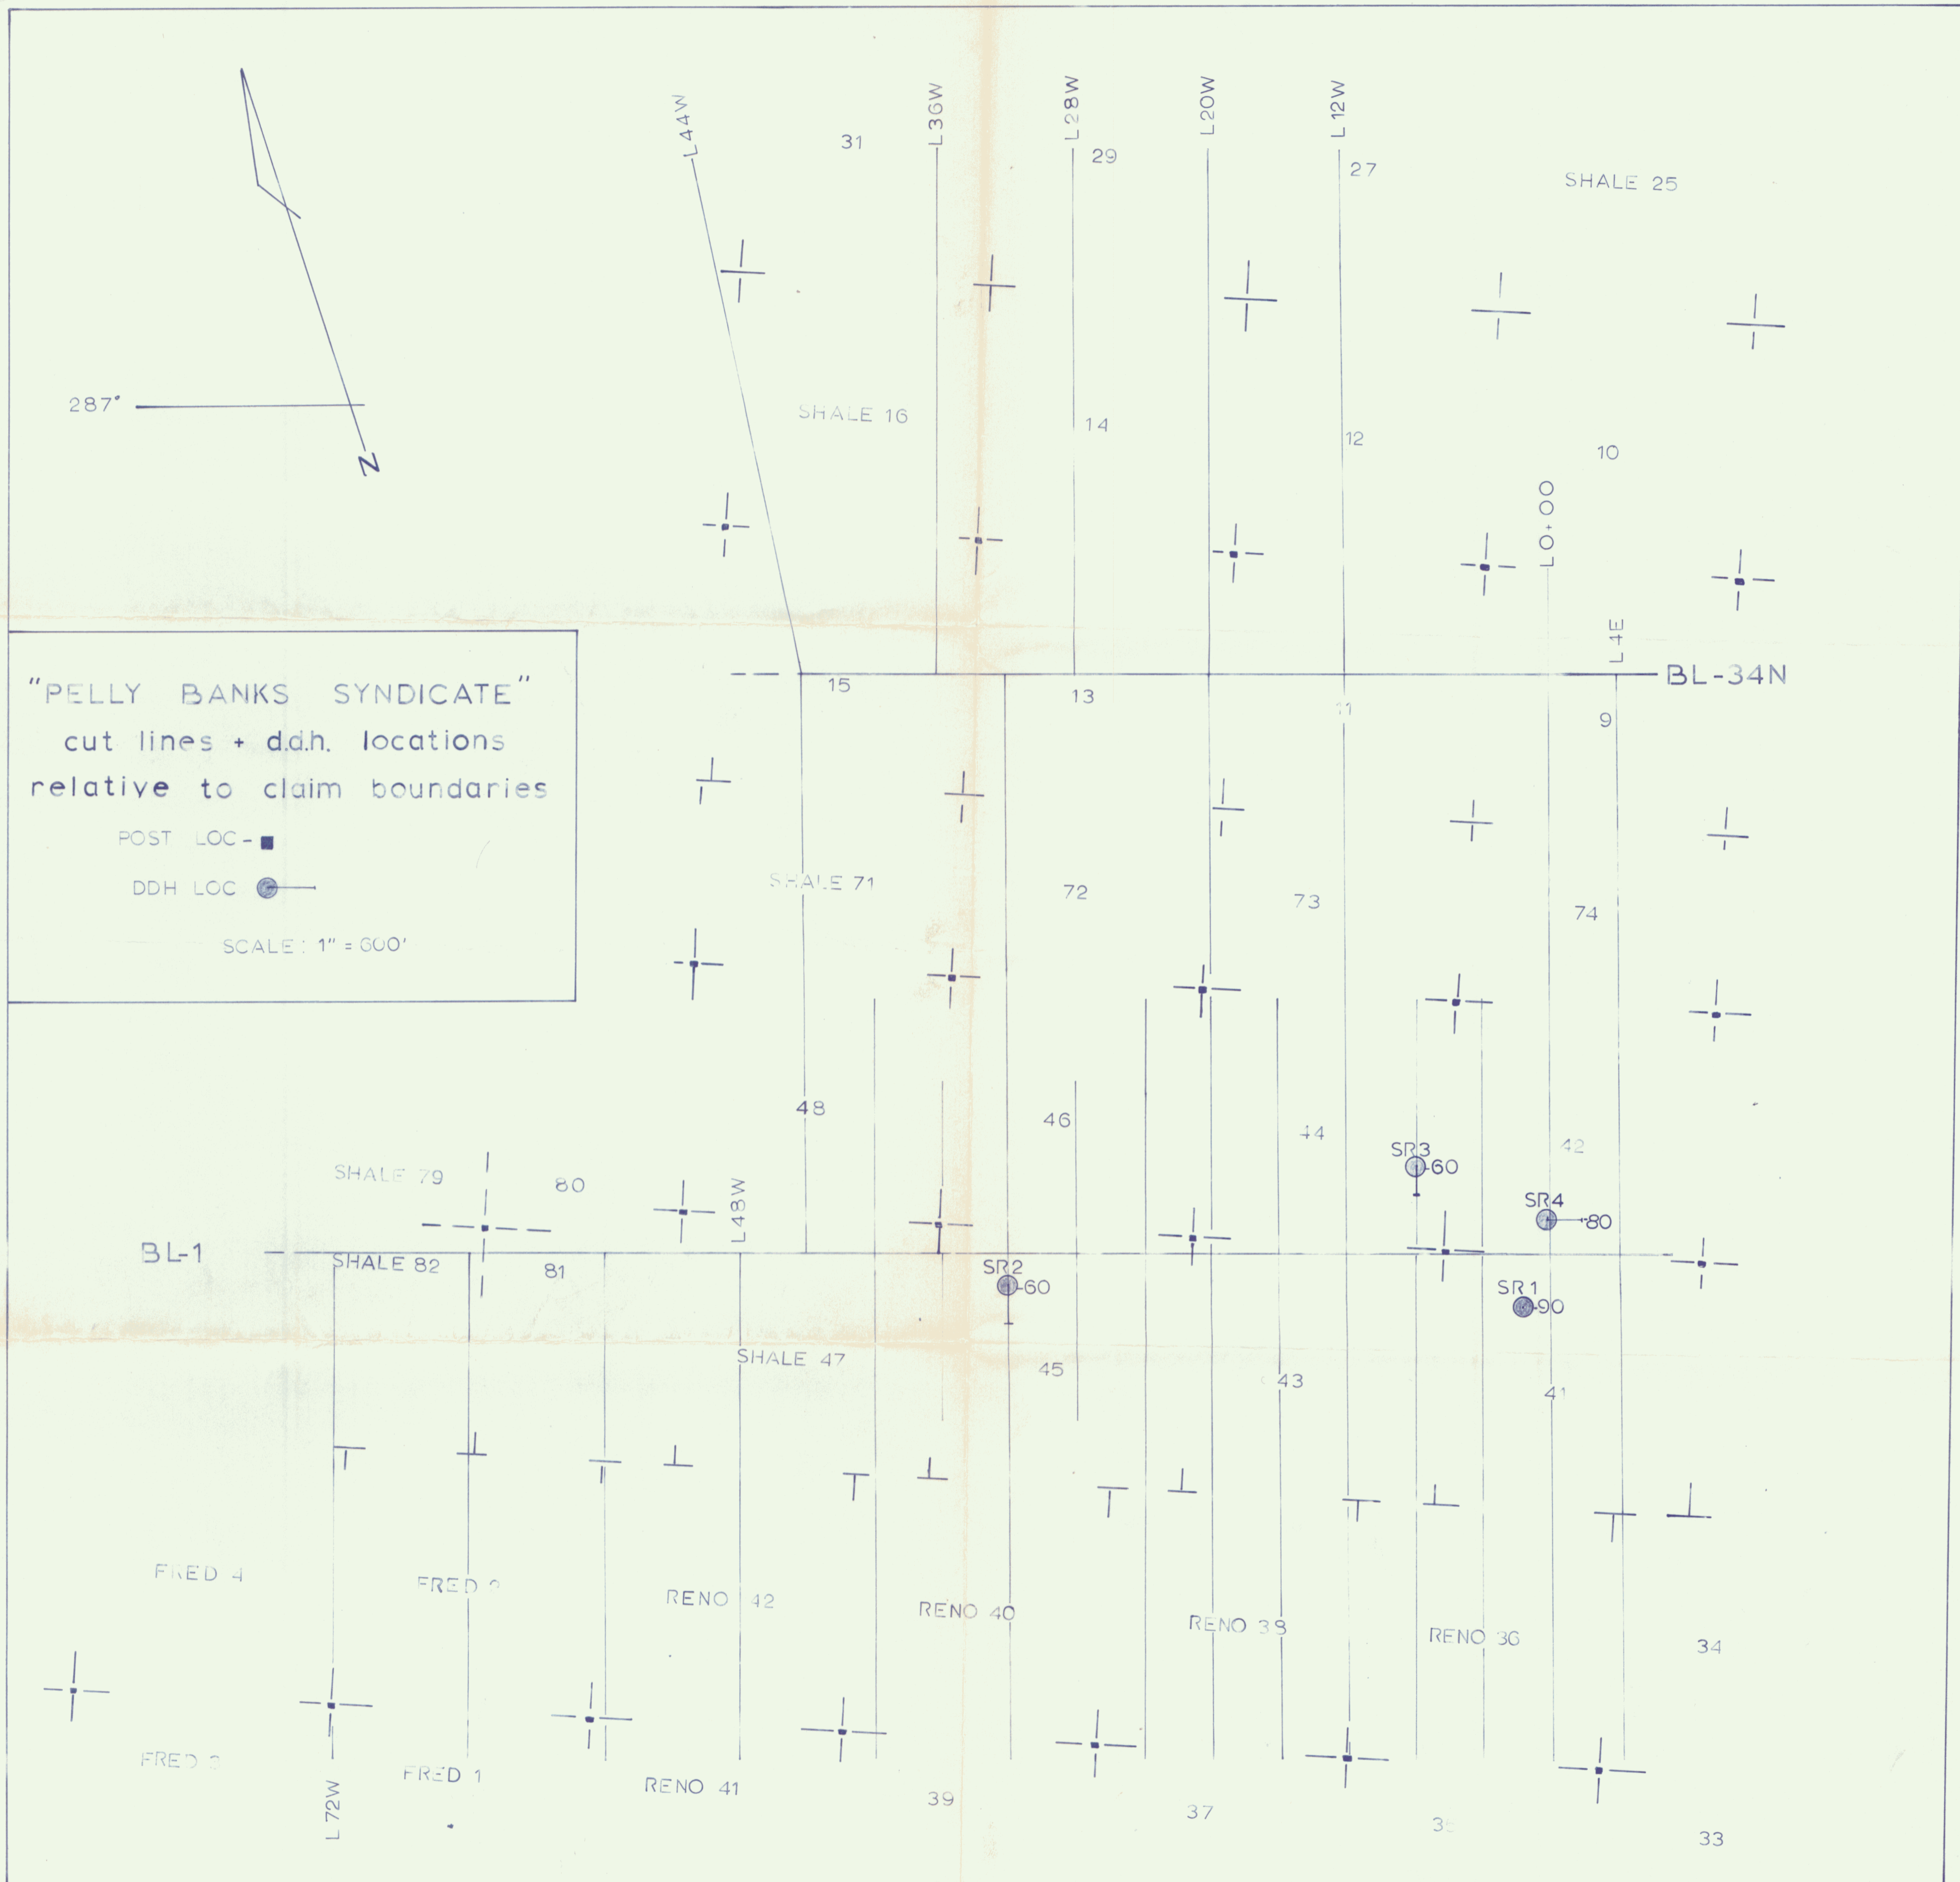 L44W
L36W
L28W
L20W
L12W
31
29
27
SHALE 25
287°
N
SHALE 16
14
12
10
L0+00
L4E
BL-34N
15
13
11
9
"PELLY BANKS SYNDICATE"
cut lines + d.d.h. locations
relative to claim boundaries
POST LOC-
DDH LOC
SCALE: 1" = 600'
SHALE 71
72
73
74
48
46
44
42
SR3
60
SHALE 79
80
L48W
SR4
80
BL-1
SHALE 82
81
SR2
60
SR1
90
SHALE 47
45
43
41
FRED 4
FRED
RENO 42
RENO 40
RENO 38
RENO 36
34
FRED
FRED 1
RENO 41
39
37
33
L72W